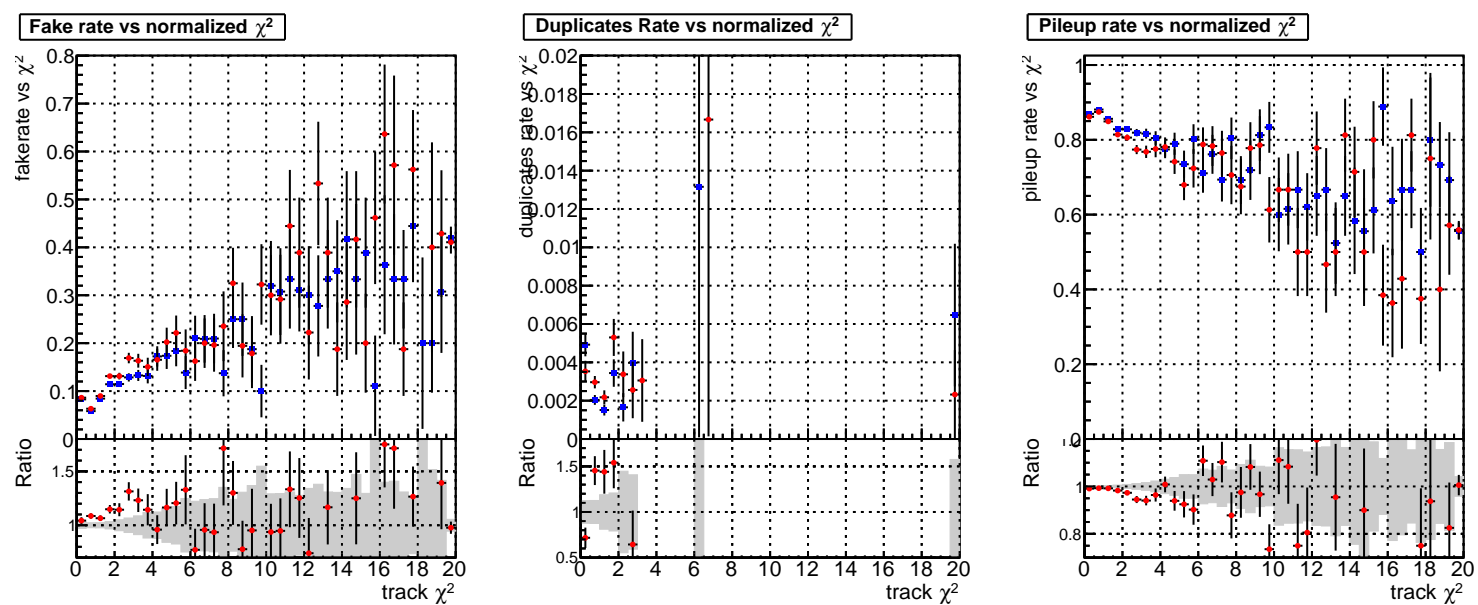 Fake rate vs normalized χ²
fakerate vs χ²
0.8
0.7
0.6
0.5
0.4
0.3
0.2
0.1
0
Ratio
1.5
1
0 2 4 6 8 10 12 14 16 18 20
track χ²
Duplicates Rate vs normalized χ²
duplicates rate vs χ²
0.02
0.018
0.016
0.014
0.012
0.01
0.008
0.006
0.004
0.002
0
Ratio
1.5
1
0.5
0 2 4 6 8 10 12 14 16 18 20
track χ²
Pileup rate vs normalized χ²
pileup rate vs χ²
1
0.8
0.6
0.4
0.2
0
Ratio
1
0.8
0 2 4 6 8 10 12 14 16 18 20
track χ²